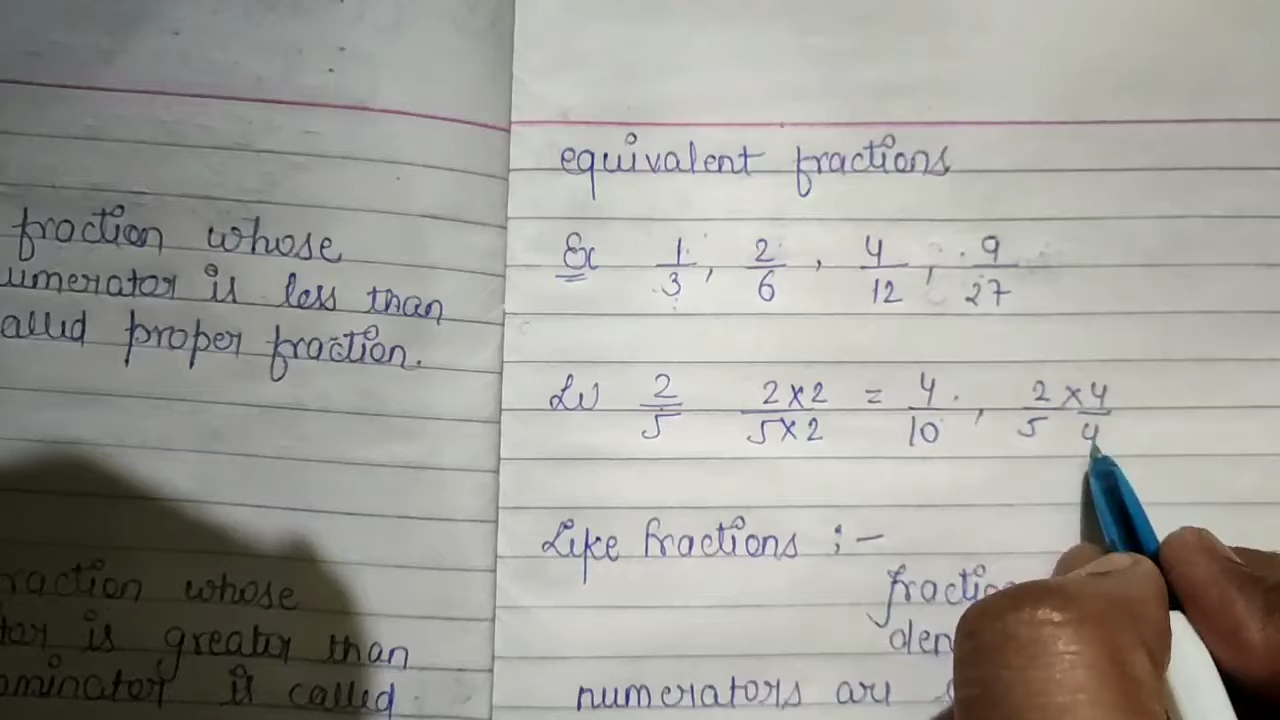 fraction whose
umerator is less than
alled proper fraction.
raction whose
tor is greater than
ominator is called
equivalent fractions
Ex 1/3, 2/6, 4/12, 9/27
2/5 2×2/5×2 = 4/10, 2×4/5 4
Like fractions :-
numerators are